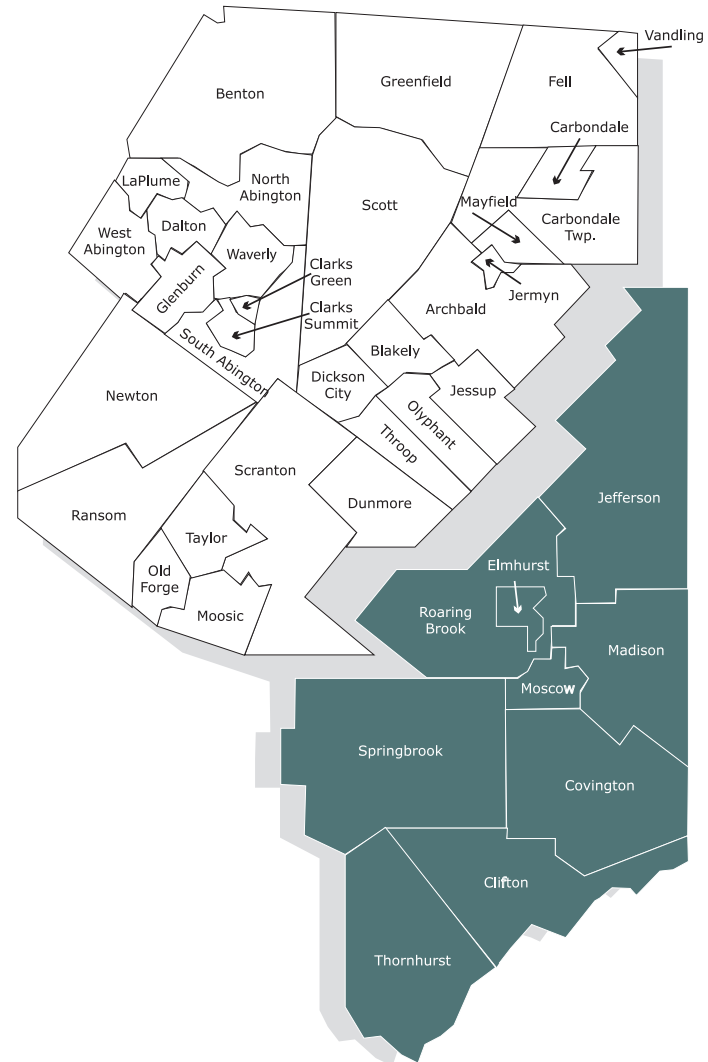 Vandling
Benton
Greenfield
Fell
Carbondale
LaPlume
North
Abington
Scott
Mayfield
Carbondale
Twp.
West
Abington
Dalton
Waverly
Clarks
Green
Glenburn
Jermyn
Clarks
Summit
Archbald
South Abington
Blakely
Dickson
City
Jessup
Newton
Olyphant
Throop
Scranton
Dunmore
Jefferson
Ransom
Taylor
Elmhurst
Old
Forge
Moosic
Roaring
Brook
Madison
Moscow
Springbrook
Covington
Clifton
Thornhurst